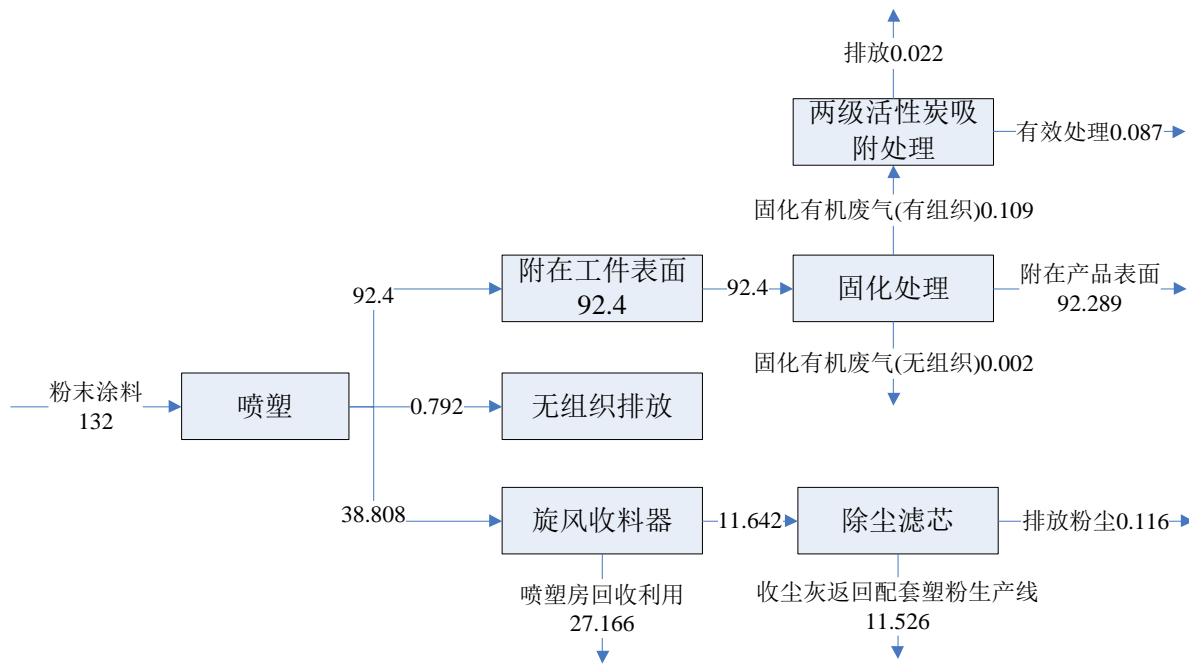 排放0.022
两级活性炭吸
附处理
有效处理0.087
固化有机废气(有组织)0.109
附在工件表面
92.4
92.4
92.4
固化处理
附在产品表面
92.289
固化有机废气(无组织)0.002
粉末涂料
132
喷塑
0.792
无组织排放
38.808
旋风收料器
11.642
除尘滤芯
排放粉尘0.116
喷塑房回收利用
27.166
收尘灰返回配套塑粉生产线
11.526